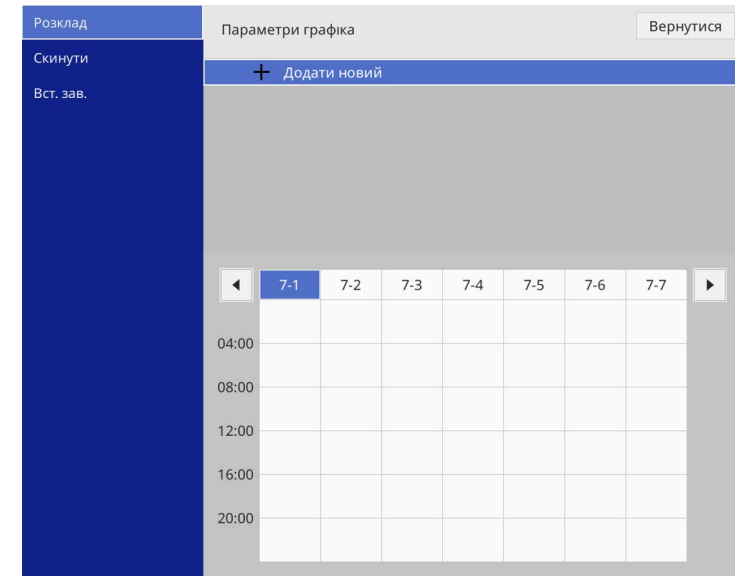 Розклад
Скинути
Вст. зав.
Параметри графіка
Вернутися
+ Додати новий
7-1 7-2 7-3 7-4 7-5 7-6 7-7
04:00
08:00
12:00
16:00
20:00